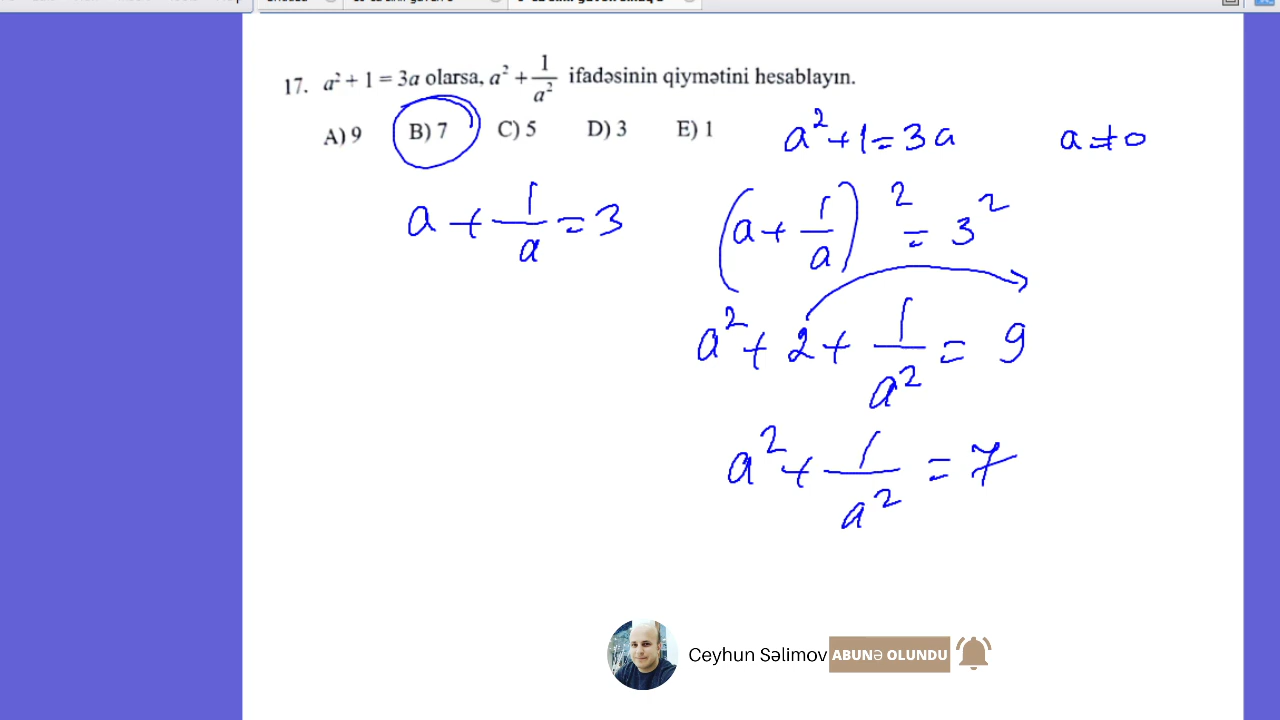 17. a² + 1 = 3a olarsa, a² + 1/a² ifadəsinin qiymətini hesablayın.
A) 9 B) 7 C) 5 D) 3 E) 1
a² + 1 = 3a a ≠ 0
a + 1/a = 3 (a + 1/a)² = 3²
a² + 2 + 1/a² = 9
a² + 1/a² = 7
Ceyhun Səlimov ABUNƏ OLUNDU